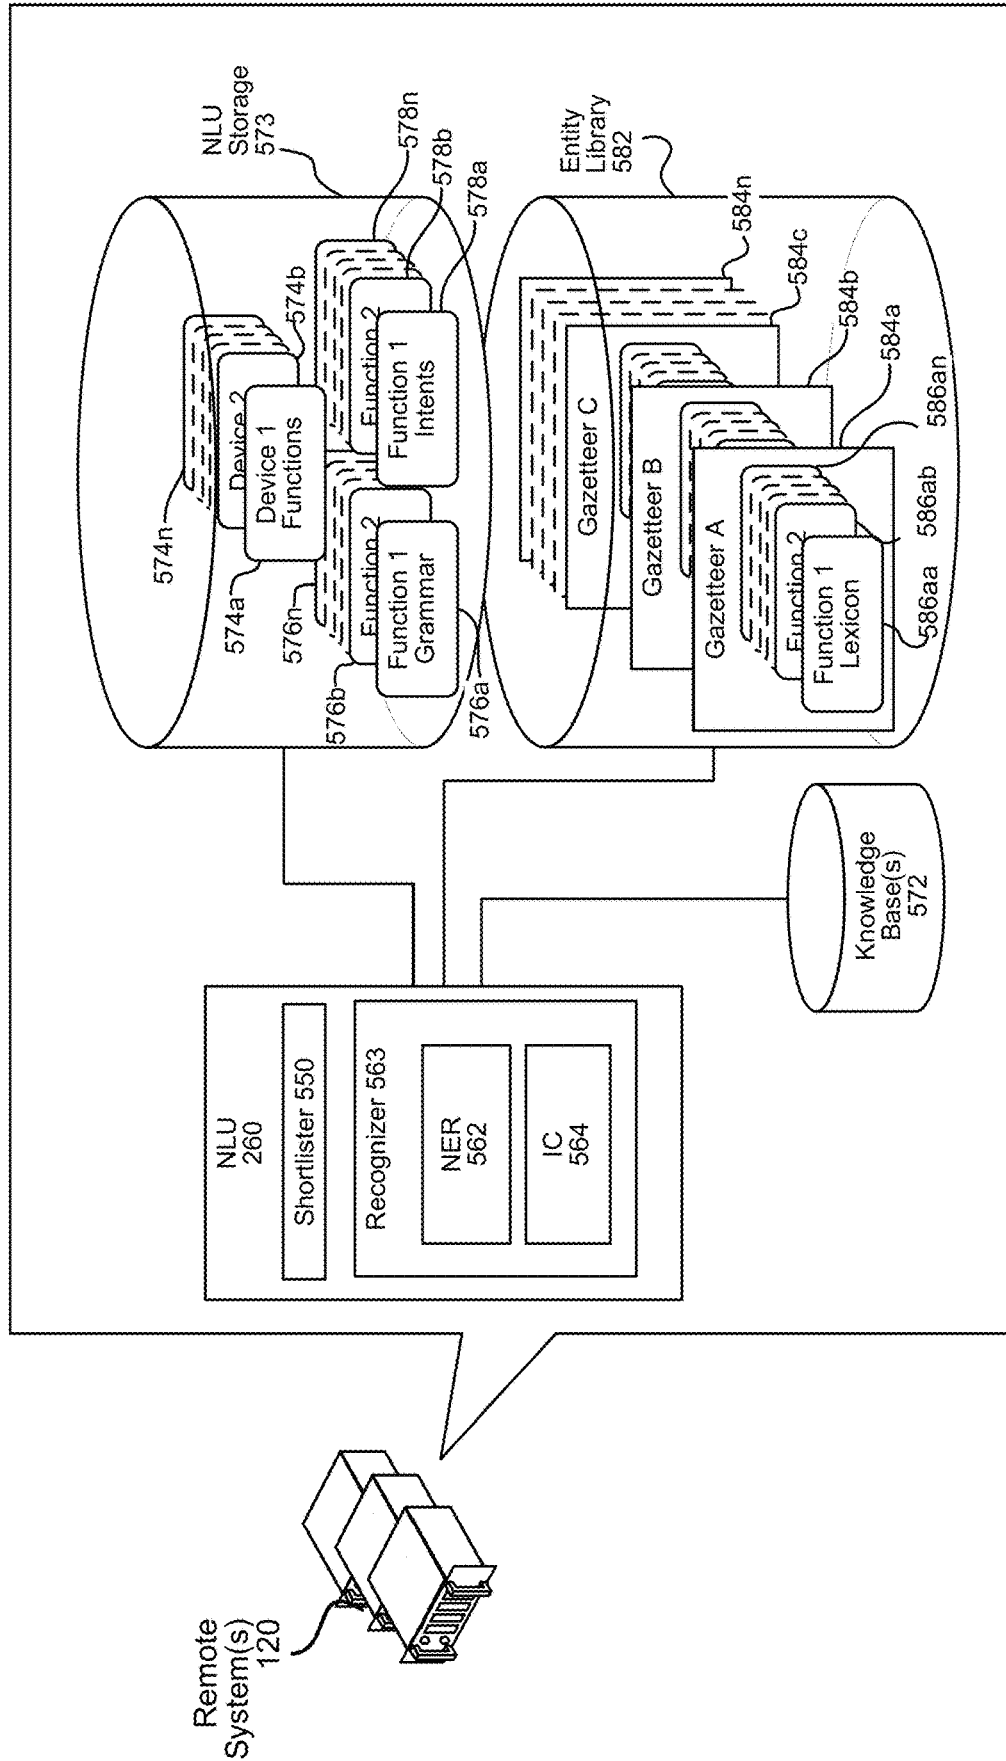 Remote
System(s)
120
NLU
260
Shortlister 550
Recognizer 563
NER
562
IC
564
NLU
Storage
573
574n
Device 2
574b
Device 1
Functions
574a
576n
Function 2
576b
Function 1
Grammar
576a
578n
Function 2
578b
Function 1
Intents
578a
Entity
Library
582
584n
Gazetteer C
584c
Gazetteer B
584b
Gazetteer A
584a
586an
Function 2
586ab
Function 1
Lexicon
586aa
Knowledge
Base(s)
572